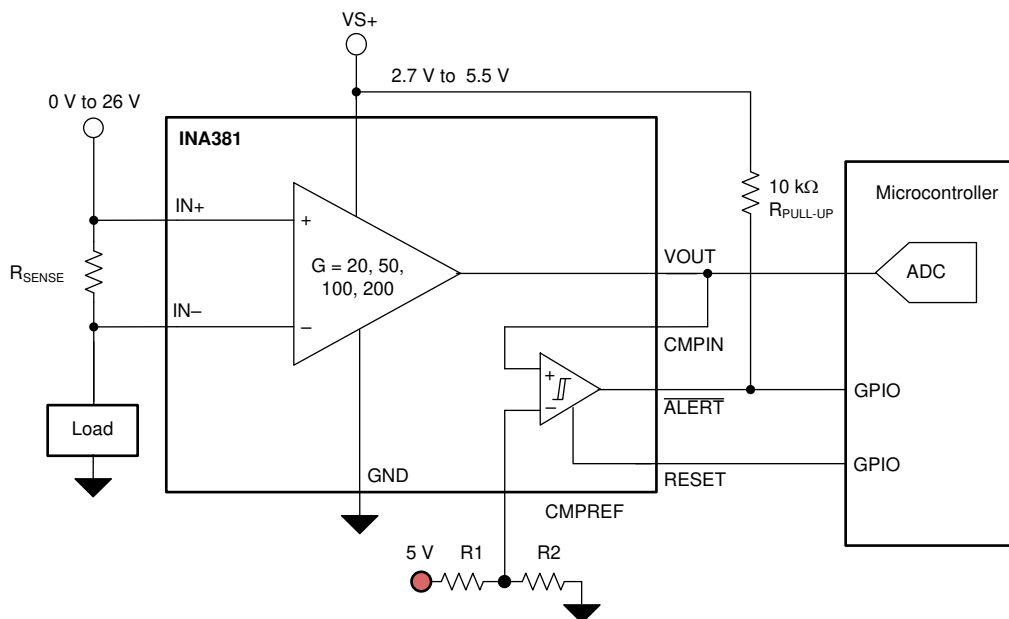 VS+
2.7 V to 5.5 V
0 V to 26 V
INA381
IN+
+
RSENSE
G = 20, 50,
100, 200
IN–
–
Load
GND
VOUT
CMPIN
+
–
ALERT
RESET
CMPREF
10 kΩ
RPULL-UP
Microcontroller
ADC
GPIO
GPIO
5 V
R1
R2